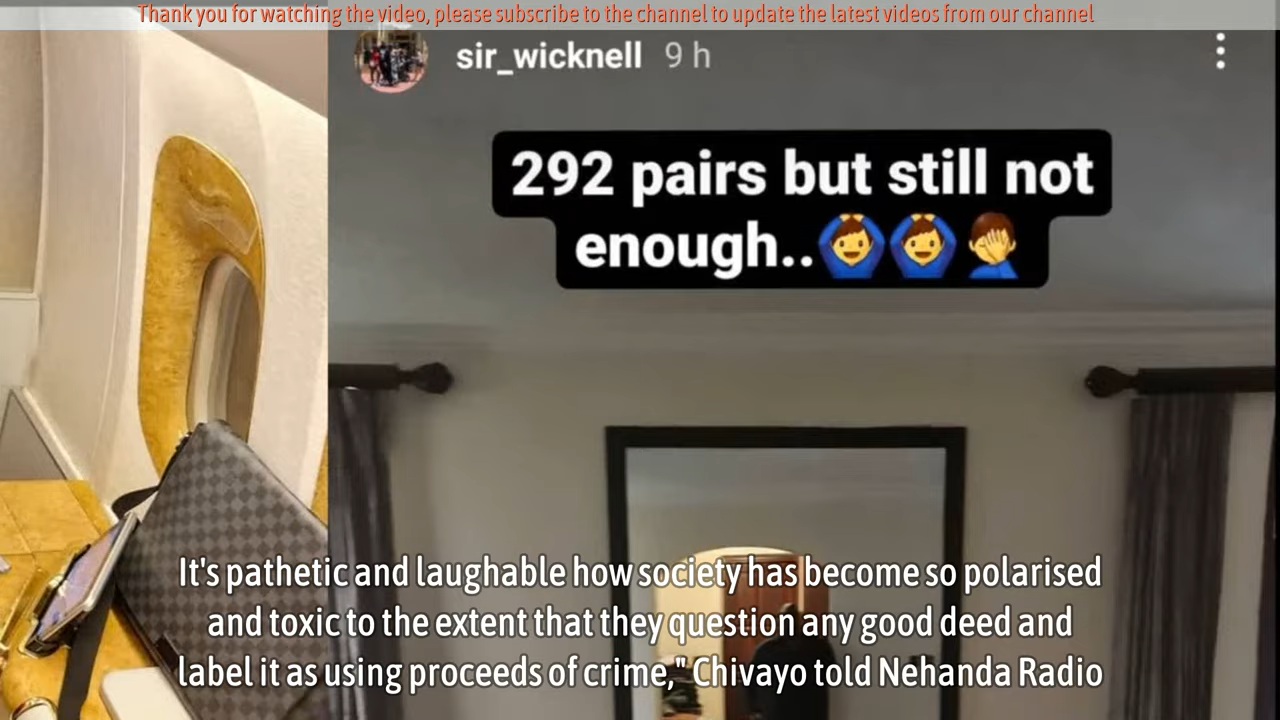 Thank you for watching the video, please subscribe to the channel to update the latest videos from our channel
sir_wicknell 9 h
292 pairs but still not
enough..🙆‍♂️🙆‍♂️🤦‍♂️
It's pathetic and laughable how society has become so polarised
and toxic to the extent that they question any good deed and
label it as using proceeds of crime," Chivayo told Nehanda Radio